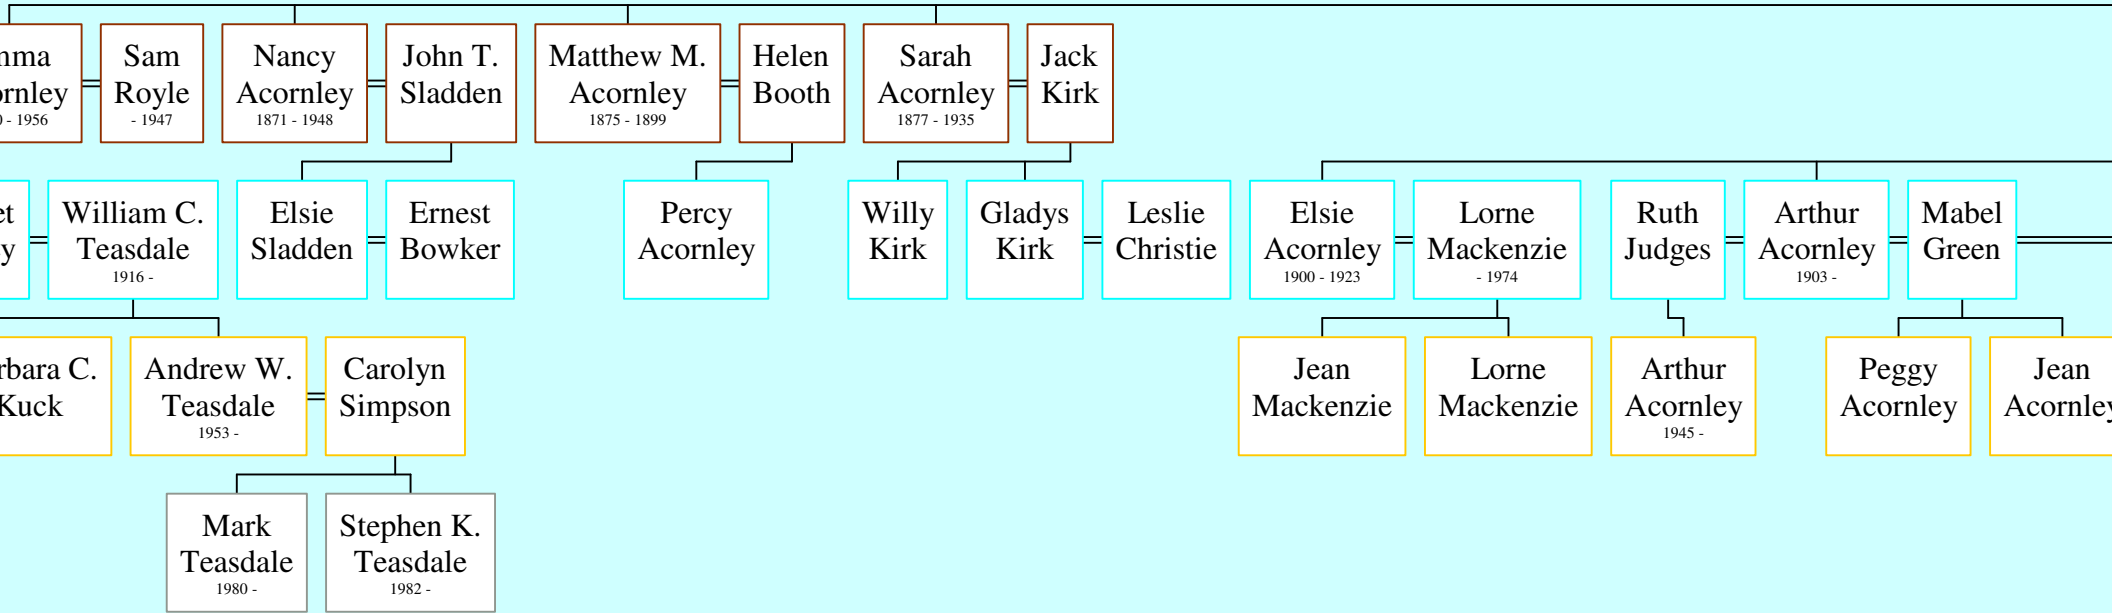 Sam
Royle
- 1947
Nancy
Acornley
1871 - 1948
John T.
Sladden
Matthew M.
Acornley
1875 - 1899
Helen
Booth
Sarah
Acornley
1877 - 1935
Jack
Kirk
- 1956
William C.
Teasdale
1916 -
Elsie
Sladden
Ernest
Bowker
Percy
Acornley
Willy
Kirk
Gladys
Kirk
Leslie
Christie
Elsie
Acornley
1900 - 1923
Lorne
Mackenzie
- 1974
Ruth
Judges
Arthur
Acornley
1903 -
Mabel
Green
C.
Kuck
Andrew W.
Teasdale
1953 -
Carolyn
Simpson
Jean
Mackenzie
Lorne
Mackenzie
Arthur
Acornley
1945 -
Peggy
Acornley
Jean
Acornley
Mark
Teasdale
1980 -
Stephen K.
Teasdale
1982 -